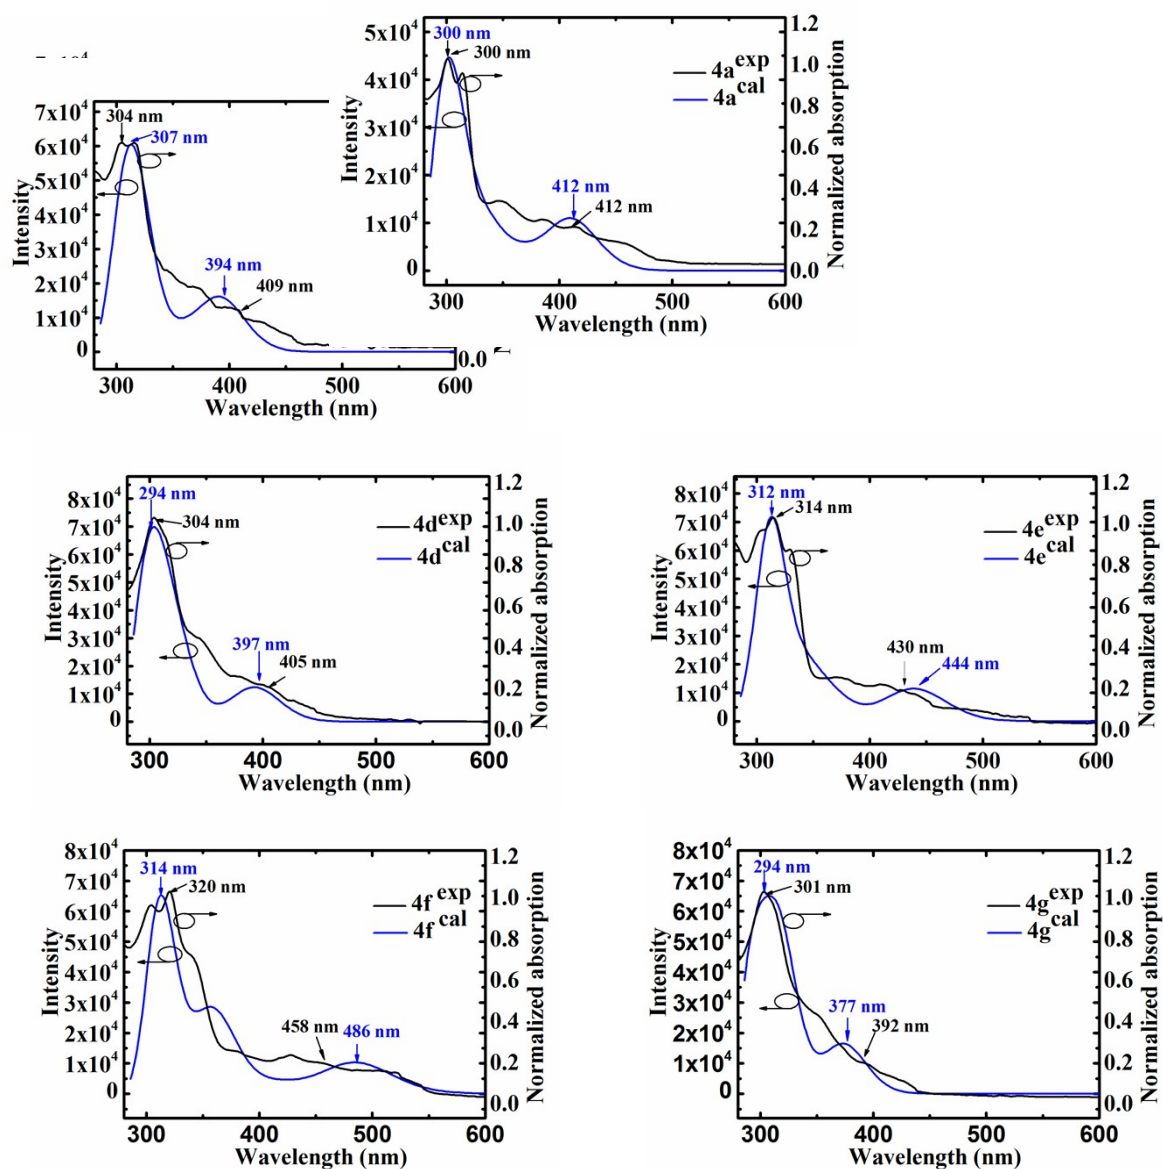 300 nm
300 nm
4a exp
4a cal
5x10⁴
4x10⁴
3x10⁴
2x10⁴
1x10⁴
0
Intensity
1.2
1.0
0.8
0.6
0.4
0.2
0.0
Normalized absorption
412 nm
412 nm
300
400
500
600
Wavelength (nm)
7x10⁴
6x10⁴
5x10⁴
4x10⁴
3x10⁴
2x10⁴
1x10⁴
0
Intensity
304 nm
307 nm
394 nm
409 nm
0.0
300
400
500
600
Wavelength (nm)
294 nm
304 nm
4d exp
4d cal
8x10⁴
7x10⁴
6x10⁴
5x10⁴
4x10⁴
3x10⁴
2x10⁴
1x10⁴
0
Intensity
1.2
1.0
0.8
0.6
0.4
0.2
0.0
Normalized absorption
397 nm
405 nm
300
400
500
600
Wavelength (nm)
312 nm
314 nm
4e exp
4e cal
8x10⁴
7x10⁴
6x10⁴
5x10⁴
4x10⁴
3x10⁴
2x10⁴
1x10⁴
0
Intensity
1.2
1.0
0.8
0.6
0.4
0.2
0.0
Normalized absorption
430 nm
444 nm
300
400
500
600
Wavelength (nm)
314 nm
320 nm
4f exp
4f cal
8x10⁴
7x10⁴
6x10⁴
5x10⁴
4x10⁴
3x10⁴
2x10⁴
1x10⁴
0
Intensity
1.2
1.0
0.8
0.6
0.4
0.2
0.0
Normalized absorption
458 nm
486 nm
300
400
500
600
Wavelength (nm)
294 nm
301 nm
4g exp
4g cal
8x10⁴
7x10⁴
6x10⁴
5x10⁴
4x10⁴
3x10⁴
2x10⁴
1x10⁴
0
Intensity
1.2
1.0
0.8
0.6
0.4
0.2
0.0
Normalized absorption
377 nm
392 nm
300
400
500
600
Wavelength (nm)